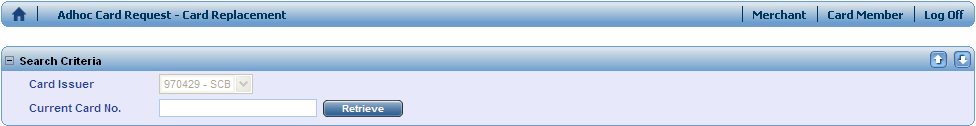 Adhoc Card Request - Card Replacement Merchant Card Member Log Off
Search Criteria
Card Issuer 970429 - SCB
Current Card No. Retrieve